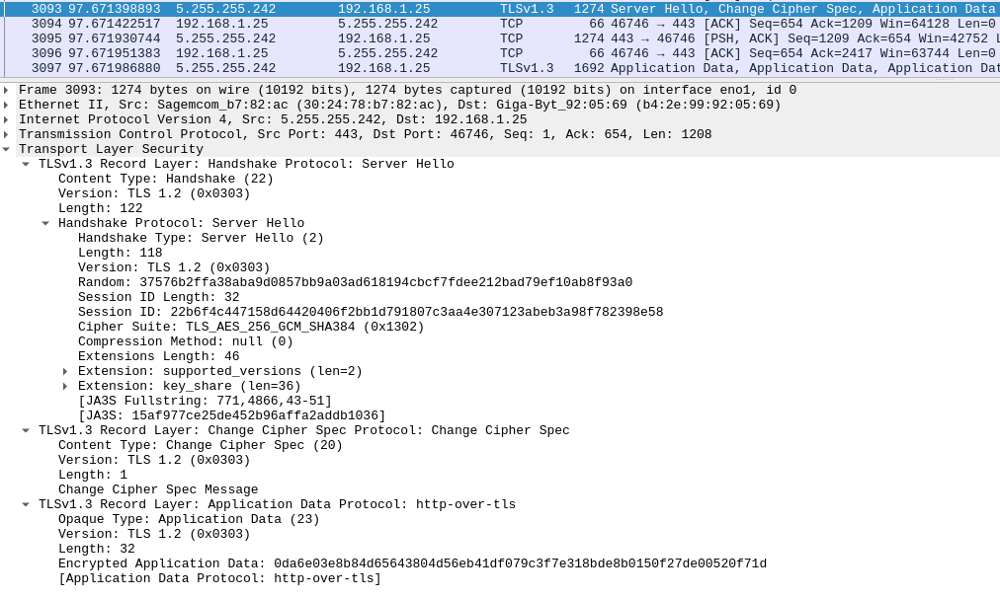 3093 97.671398893 5.255.255.242 192.168.1.25 TLSv1.3 1274 Server Hello, Change Cipher Spec, Application Data
3094 97.671422517 192.168.1.25 5.255.255.242 TCP 66 46746 → 443 [ACK] Seq=654 Ack=1209 Win=64128 Len=0
3095 97.671930744 5.255.255.242 192.168.1.25 TCP 1274 443 → 46746 [PSH, ACK] Seq=1209 Ack=654 Win=42752 L
3096 97.671951383 192.168.1.25 5.255.255.242 TCP 66 46746 → 443 [ACK] Seq=654 Ack=2417 Win=63744 Len=0
3097 97.671986880 5.255.255.242 192.168.1.25 TLSv1.3 1692 Application Data, Application Data, Application Dat
Frame 3093: 1274 bytes on wire (10192 bits), 1274 bytes captured (10192 bits) on interface eno1, id 0
Ethernet II, Src: Sagemcom_b7:82:ac (30:24:78:b7:82:ac), Dst: Giga-Byt_92:05:69 (b4:2e:99:92:05:69)
Internet Protocol Version 4, Src: 5.255.255.242, Dst: 192.168.1.25
Transmission Control Protocol, Src Port: 443, Dst Port: 46746, Seq: 1, Ack: 654, Len: 1208
Transport Layer Security
TLSv1.3 Record Layer: Handshake Protocol: Server Hello
Content Type: Handshake (22)
Version: TLS 1.2 (0x0303)
Length: 122
Handshake Protocol: Server Hello
Handshake Type: Server Hello (2)
Length: 118
Version: TLS 1.2 (0x0303)
Random: 37576b2ffa38aba9d0857bb9a03ad618194cbcf7fdee212bad79ef10ab8f93a0
Session ID Length: 32
Session ID: 22b6f4c447158d64420406f2bb1d791807c3aa4e307123abeb3a98f782398e58
Cipher Suite: TLS_AES_256_GCM_SHA384 (0x1302)
Compression Method: null (0)
Extensions Length: 46
Extension: supported_versions (len=2)
Extension: key_share (len=36)
[JA3S Fullstring: 771,4866,43-51]
[JA3S: 15af977ce25de452b96affa2addb1036]
TLSv1.3 Record Layer: Change Cipher Spec Protocol: Change Cipher Spec
Content Type: Change Cipher Spec (20)
Version: TLS 1.2 (0x0303)
Length: 1
Change Cipher Spec Message
TLSv1.3 Record Layer: Application Data Protocol: http-over-tls
Opaque Type: Application Data (23)
Version: TLS 1.2 (0x0303)
Length: 32
Encrypted Application Data: 0da6e03e8b84d65643804d56eb41df079c3f7e318bde8b0150f27de00520f71d
[Application Data Protocol: http-over-tls]